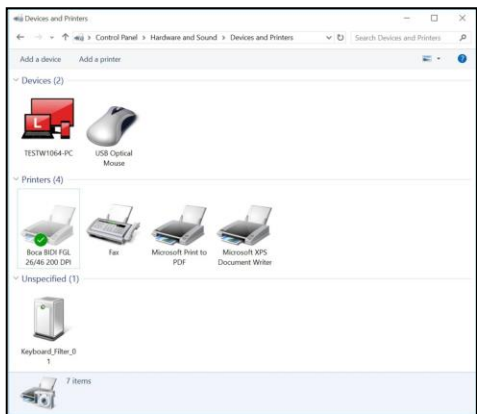 Devices and Printers
Control Panel > Hardware and Sound > Devices and Printers
Search Devices and Printers
Add a device Add a printer
Devices (2)
TESTW1064-PC
USB Optical
Mouse
Printers (4)
Boca BIDI FGL
26/46 200 DPI
Fax
Microsoft Print to
PDF
Microsoft XPS
Document Writer
Unspecified (1)
Keyboard_Filter_0
1
7 items